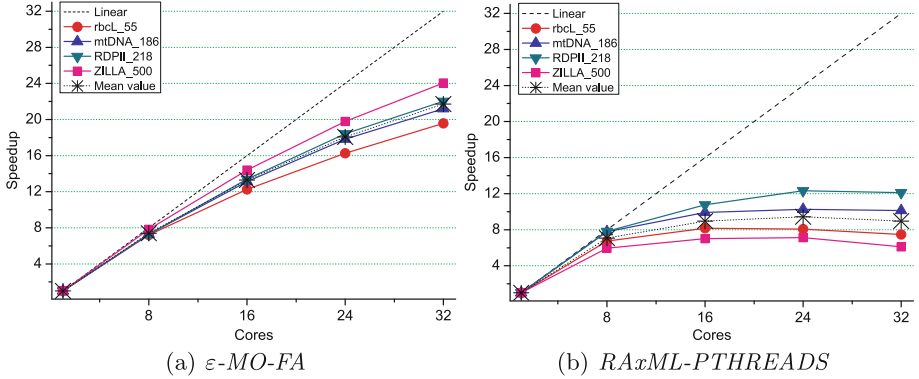 Linear
rbcL_55
mtDNA_186
RDPII_218
ZILLA_500
Mean value
32
28
24
20
16
12
8
4
Speedup
8
16
24
32
Cores
(a) ε-MO-FA
Linear
rbcL_55
mtDNA_186
RDPII_218
ZILLA_500
Mean value
32
28
24
20
16
12
8
4
Speedup
8
16
24
32
Cores
(b) RAxML-PTHREADS